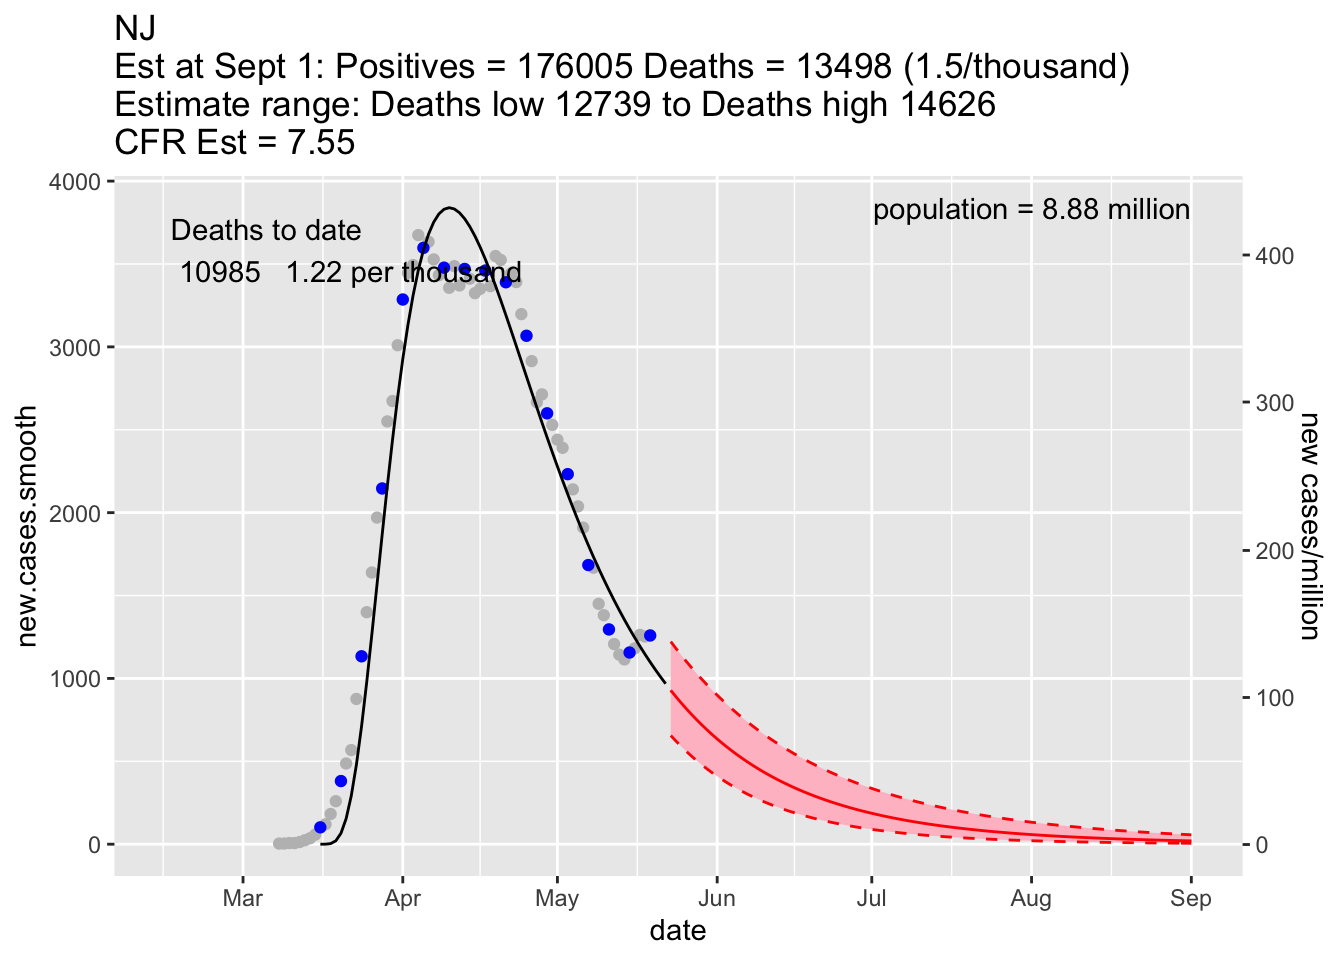 NJ
Est at Sept 1: Positives = 176005 Deaths = 13498 (1.5/thousand)
Estimate range: Deaths low 12739 to Deaths high 14626
CFR Est = 7.55
4000
3000
2000
1000
0
new.cases.smooth
Deaths to date
10985 1.22 per thousand
population = 8.88 million
400
300
200
100
0
new cases/million
Mar Apr May Jun Jul Aug Sep
date